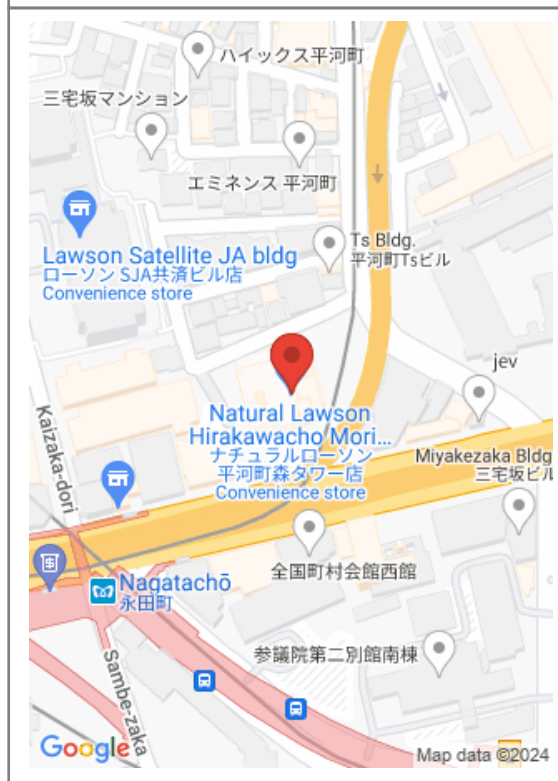 ハイックス平河町
三宅坂マンション
エミネンス 平河町
Ts Bldg.
平河町Tsビル
Lawson Satellite JA bldg
ローソン SJA共済ビル店
Convenience store
jev
Natural Lawson
Hirakawacho Mori...
ナチュラルローソン
平河町森タワー店
Convenience store
Kaizaka-dori
Miyakezaka Bldg
三宅坂ビル
全国町村会館西館
Nagatachō
永田町
参議院第二別館南棟
Sambe-zaka
Google
Map data ©2024